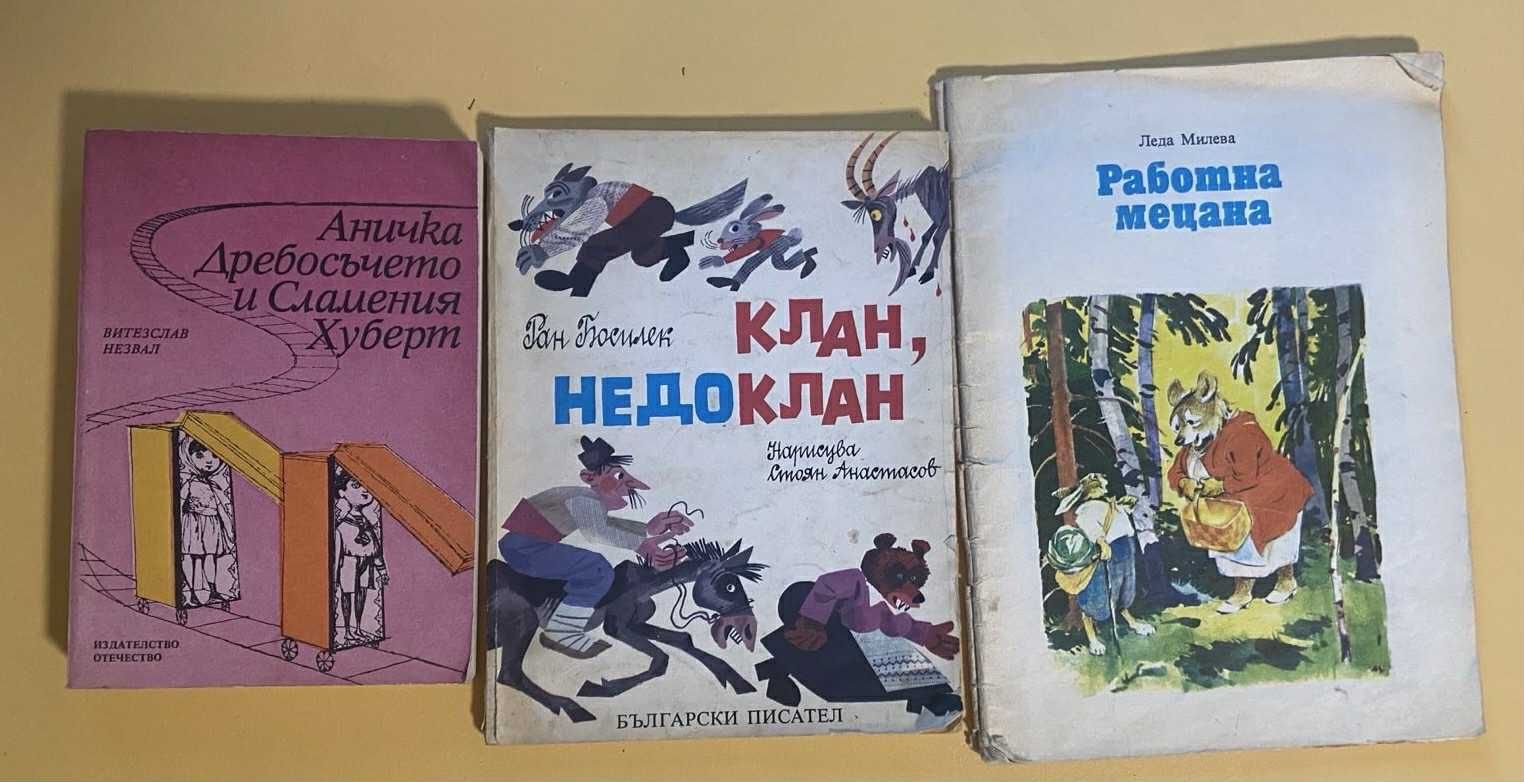 Аничка
Дребосъчето
и Сламения
Хуберт
ВИТЕЗСЛАВ
НЕЗВАЛ
ИЗДАТЕЛСТВО
ОТЕЧЕСТВО
Ран Босилек
КЛАН,
НЕДОКЛАН
Нарисува
Стоян Анастасов
БЪЛГАРСКИ ПИСАТЕЛ
Леда Милева
Работна
мецана